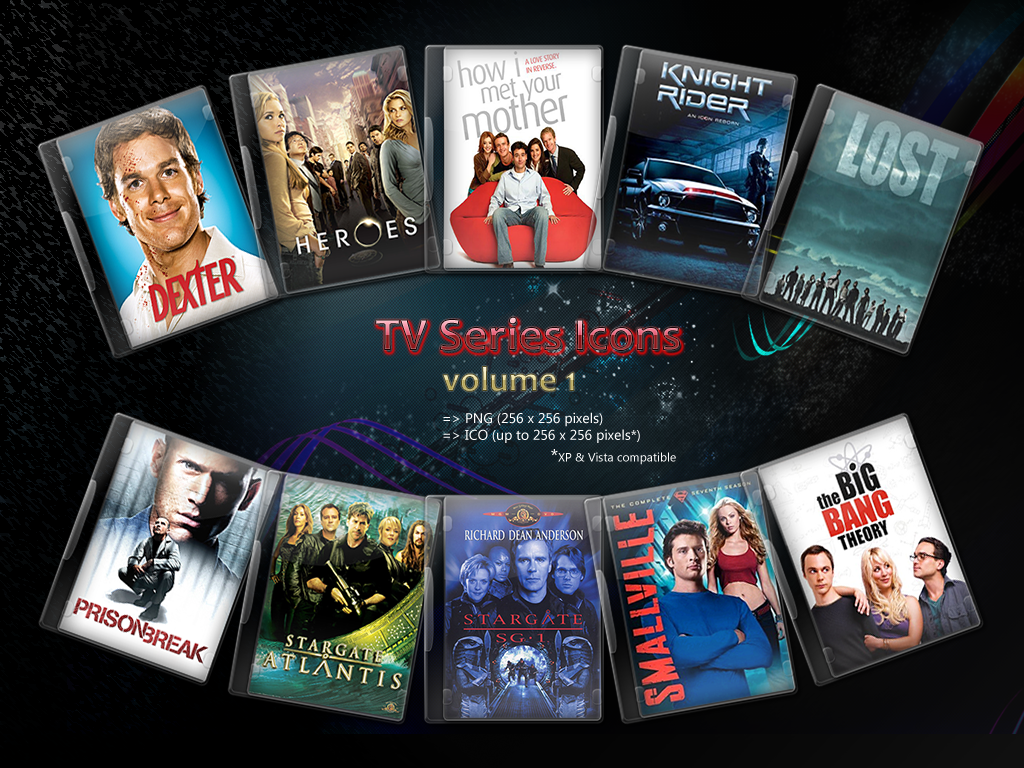 DEXTER
HEROES
how i
met your
mother
A LOVE STORY
IN REVERSE.
KNIGHT
RIDER
AN ICON REBORN
LOST
TV Series Icons
volume 1
=> PNG (256 x 256 pixels)
=> ICO (up to 256 x 256 pixels*)
*XP & Vista compatible
PRISON BREAK
STARGATE
ATLANTIS
RICHARD DEAN ANDERSON
STARGATE
SG·1
THE COMPLETE SEVENTH SEASON
SMALLVILLE
the BIG
BANG
THEORY